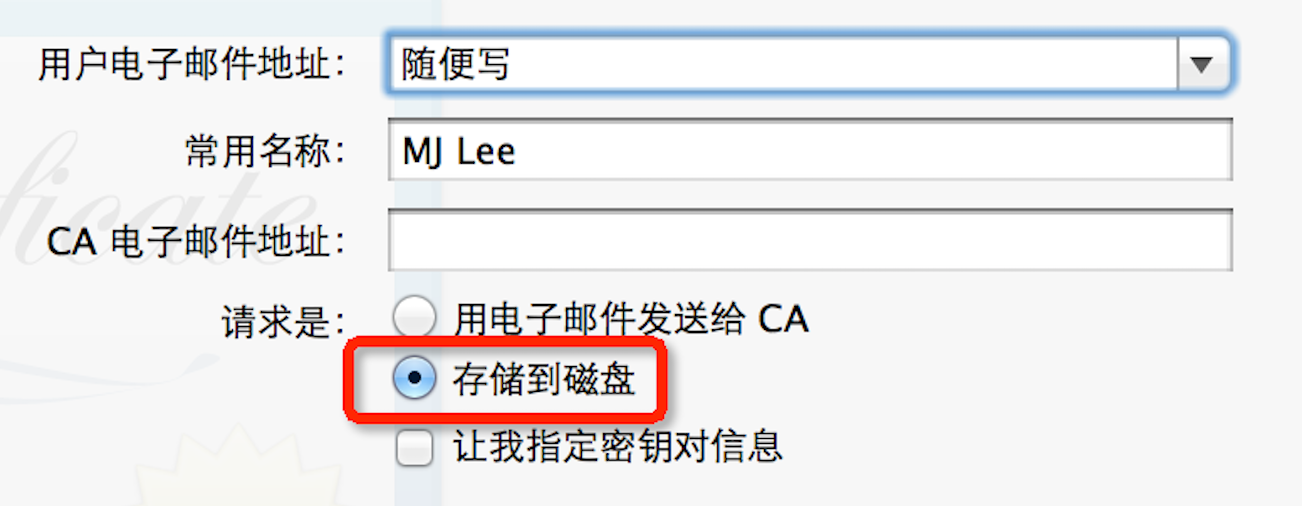 用户电子邮件地址： 随便写
常用名称： MJ Lee
CA 电子邮件地址：
请求是： 用电子邮件发送给 CA
存储到磁盘
让我指定密钥对信息
ficate